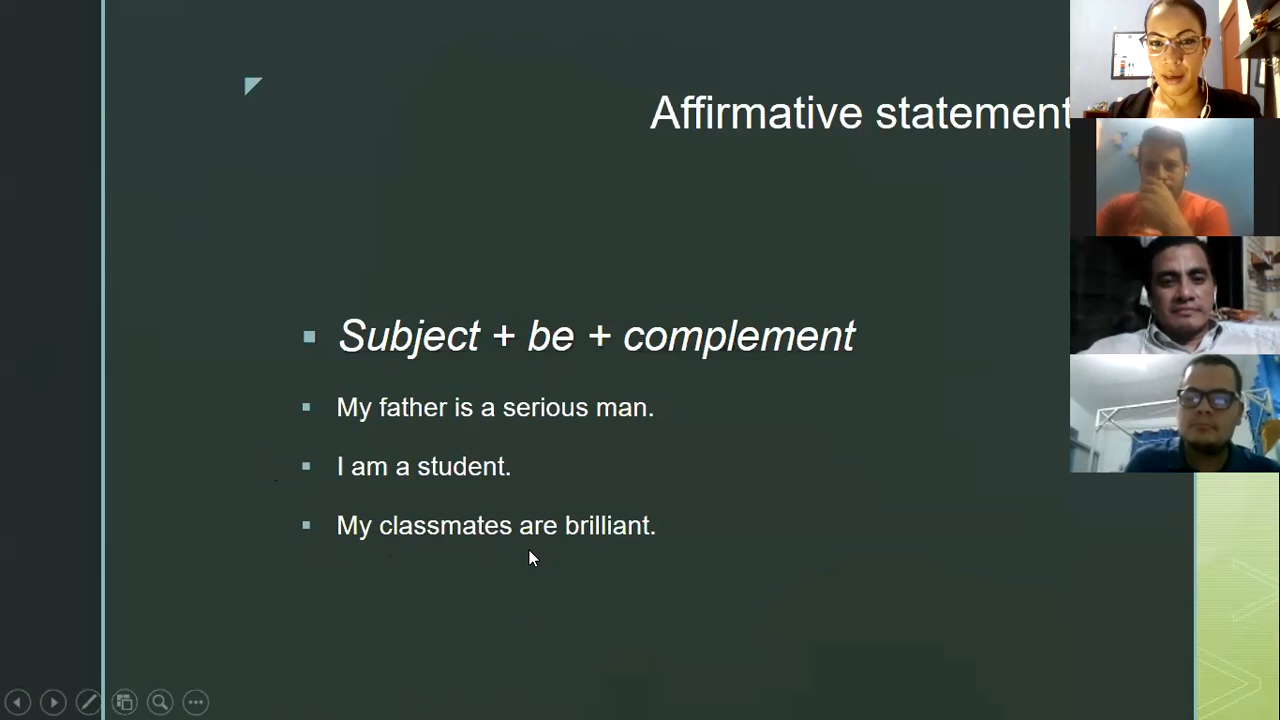 Affirmative statement
Subject + be + complement
My father is a serious man.
I am a student.
My classmates are brilliant.